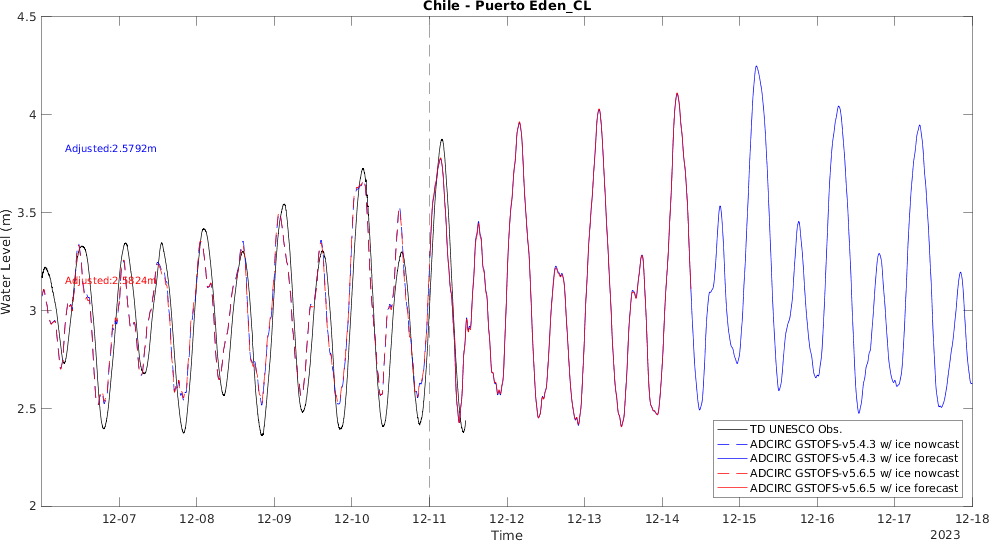 Chile - Puerto Eden_CL
4.5
4
3.5
3
2.5
2
Water Level (m)
Adjusted:2.5792m
Adjusted:2.5824m
TD UNESCO Obs.
ADCIRC GSTOFS-v5.4.3 w/ ice nowcast
ADCIRC GSTOFS-v5.4.3 w/ ice forecast
ADCIRC GSTOFS-v5.6.5 w/ ice nowcast
ADCIRC GSTOFS-v5.6.5 w/ ice forecast
12-07 12-08 12-09 12-10 12-11 12-12 12-13 12-14 12-15 12-16 12-17 12-18
Time
2023